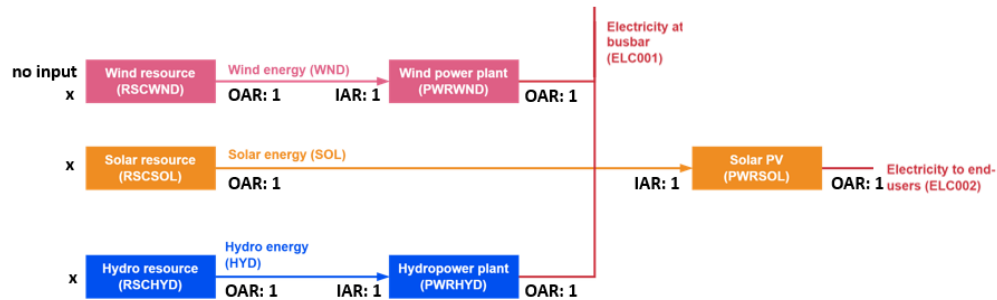 Electricity at
busbar
(ELC001)
no input
x
Wind resource
(RSCWND)
Wind energy (WND)
OAR: 1
IAR: 1
Wind power plant
(PWRWND)
OAR: 1
x
Solar resource
(RSCSOL)
Solar energy (SOL)
OAR: 1
IAR: 1
Solar PV
(PWRSOL)
OAR: 1
Electricity to end-
users (ELC002)
x
Hydro resource
(RSCHYD)
Hydro energy
(HYD)
OAR: 1
IAR: 1
Hydropower plant
(PWRHYD)
OAR: 1